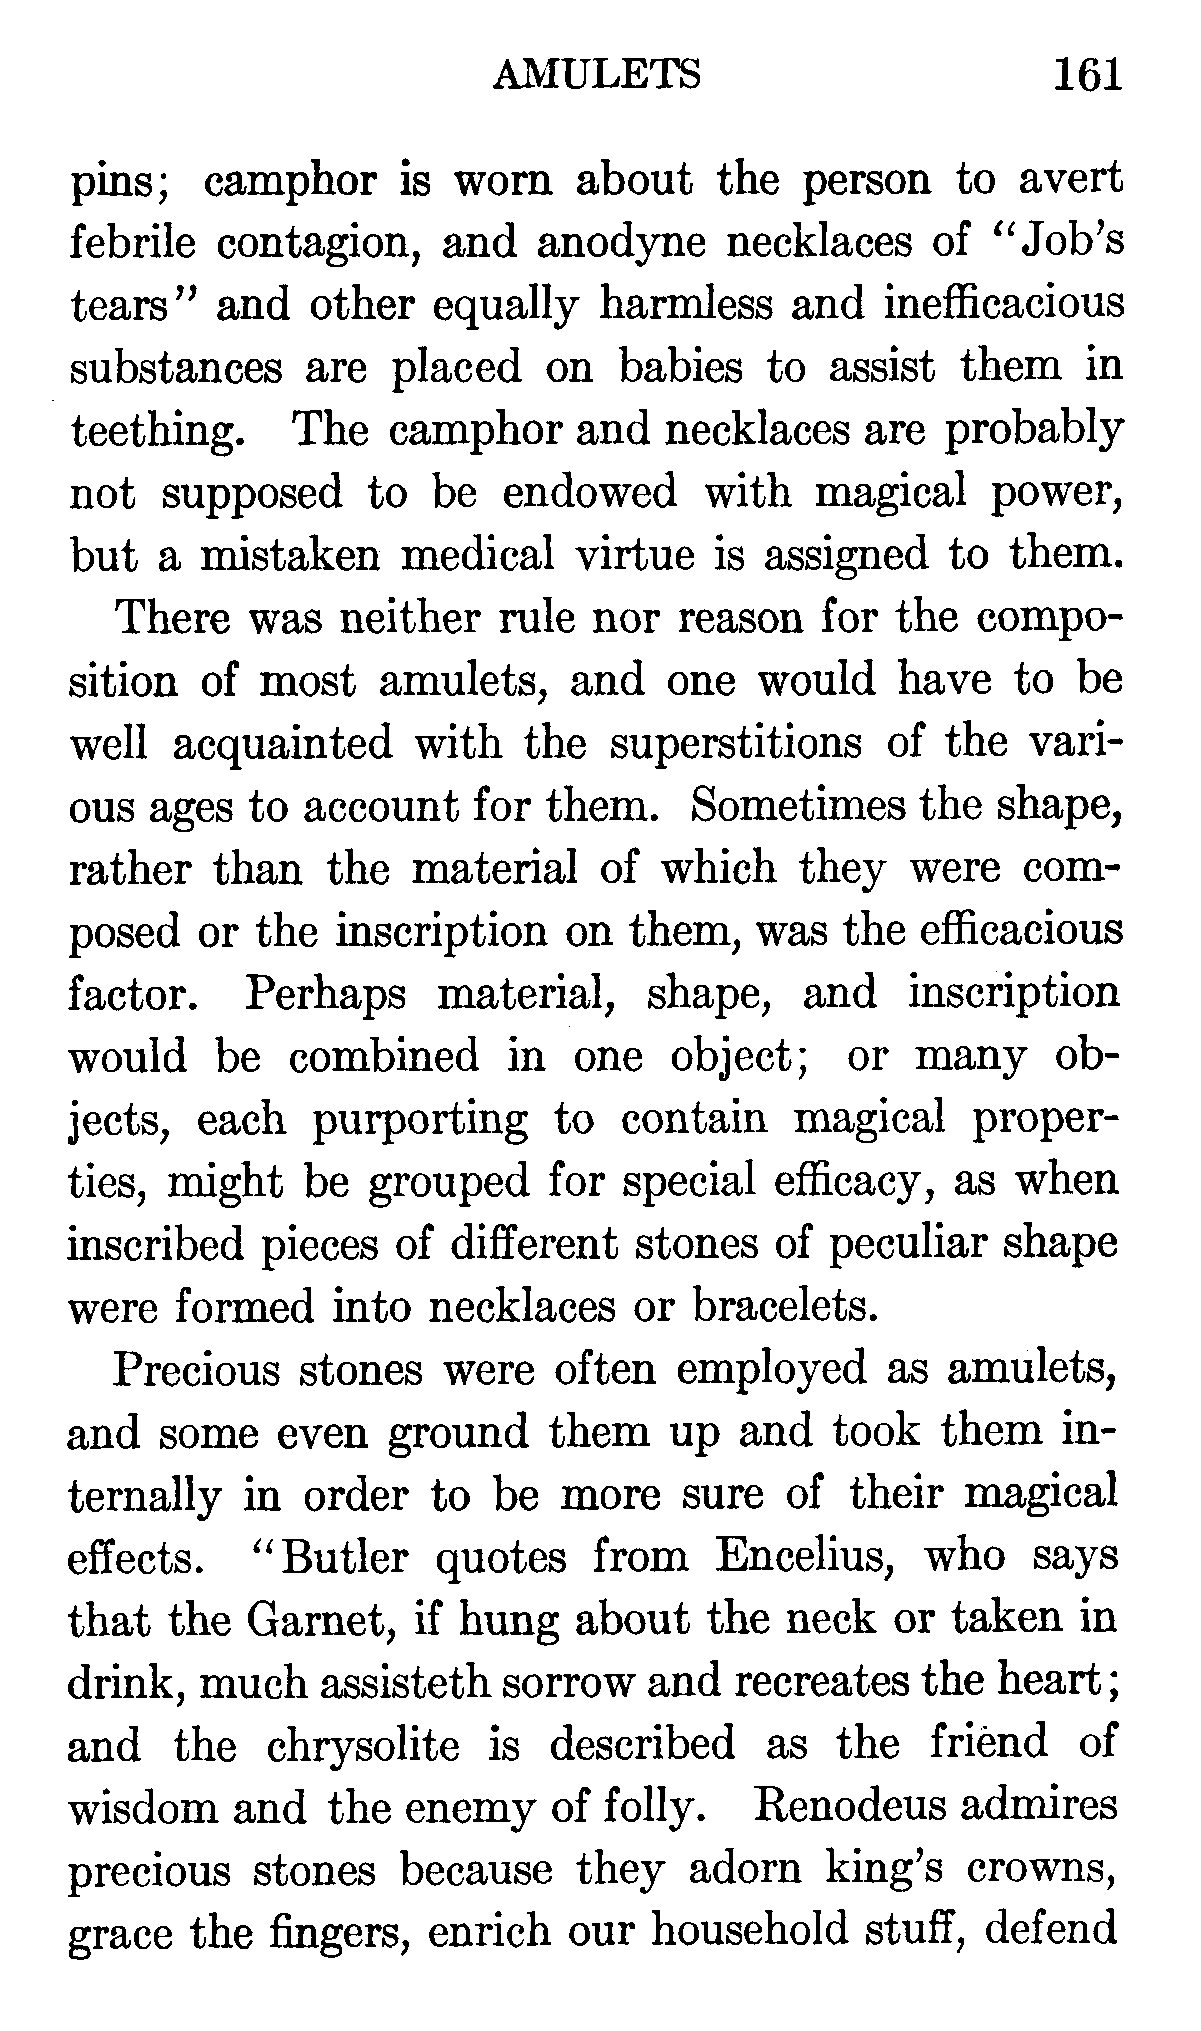 AMULETS 161
pins; camphor is worn about the person to avert
febrile contagion, and anodyne necklaces of "Job's
tears" and other equally harmless and inefficacious
substances are placed on babies to assist them in
teething. The camphor and necklaces are probably
not supposed to be endowed with magical power,
but a mistaken medical virtue is assigned to them.
There was neither rule nor reason for the compo-
sition of most amulets, and one would have to be
well acquainted with the superstitions of the vari-
ous ages to account for them. Sometimes the shape,
rather than the material of which they were com-
posed or the inscription on them, was the efficacious
factor. Perhaps material, shape, and inscription
would be combined in one object; or many ob-
jects, each purporting to contain magical proper-
ties, might be grouped for special efficacy, as when
inscribed pieces of different stones of peculiar shape
were formed into necklaces or bracelets.
Precious stones were often employed as amulets,
and some even ground them up and took them in-
ternally in order to be more sure of their magical
effects. "Butler quotes from Encelius, who says
that the Garnet, if hung about the neck or taken in
drink, much assisteth sorrow and recreates the heart;
and the chrysolite is described as the friend of
wisdom and the enemy of folly. Renodeus admires
precious stones because they adorn king's crowns,
grace the fingers, enrich our household stuff, defend